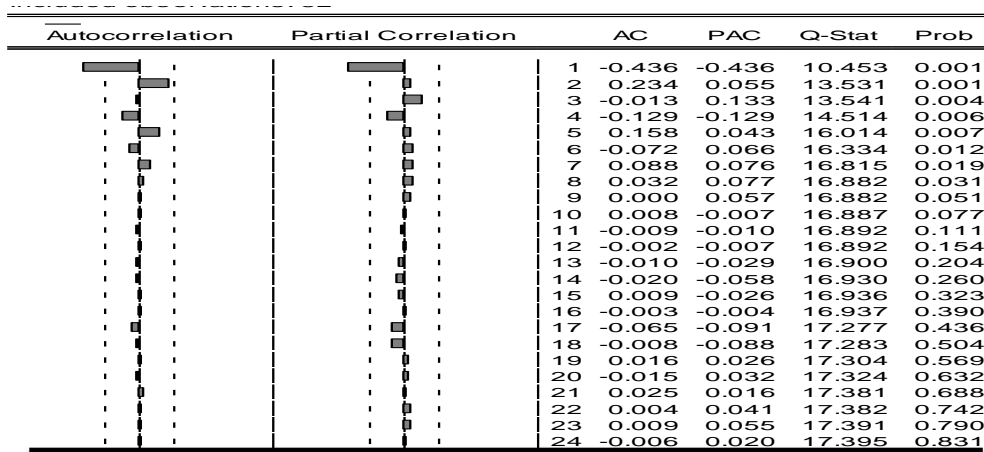 Autocorrelation Partial Correlation AC PAC Q-Stat Prob
1 -0.436 -0.436 10.453 0.001
2 0.234 0.055 13.531 0.001
3 -0.013 0.133 13.541 0.004
4 -0.129 -0.129 14.514 0.006
5 0.158 0.043 16.014 0.007
6 -0.072 0.066 16.334 0.012
7 0.088 0.076 16.815 0.019
8 0.032 0.077 16.882 0.031
9 0.000 0.057 16.882 0.051
10 0.008 -0.007 16.887 0.077
11 -0.009 -0.010 16.892 0.111
12 -0.002 -0.007 16.892 0.154
13 -0.010 -0.029 16.900 0.204
14 -0.020 -0.058 16.930 0.260
15 0.009 -0.026 16.936 0.323
16 -0.003 -0.004 16.937 0.390
17 -0.065 -0.091 17.277 0.436
18 -0.008 -0.088 17.283 0.504
19 0.016 0.026 17.304 0.569
20 -0.015 0.032 17.324 0.632
21 0.025 0.016 17.381 0.688
22 0.004 0.041 17.382 0.742
23 0.009 0.055 17.391 0.790
24 -0.006 0.020 17.395 0.831